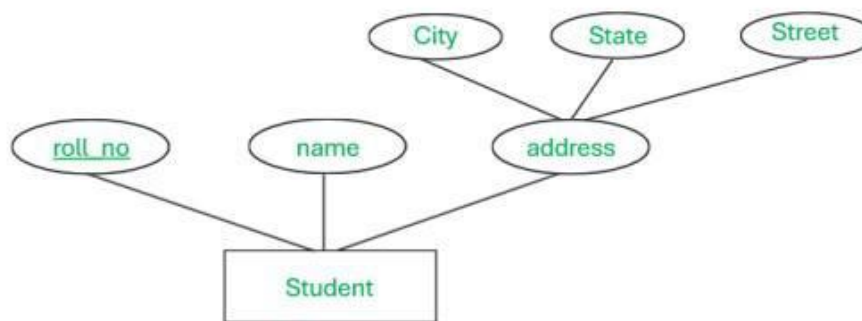 City
State
Street
roll_no
name
address
Student